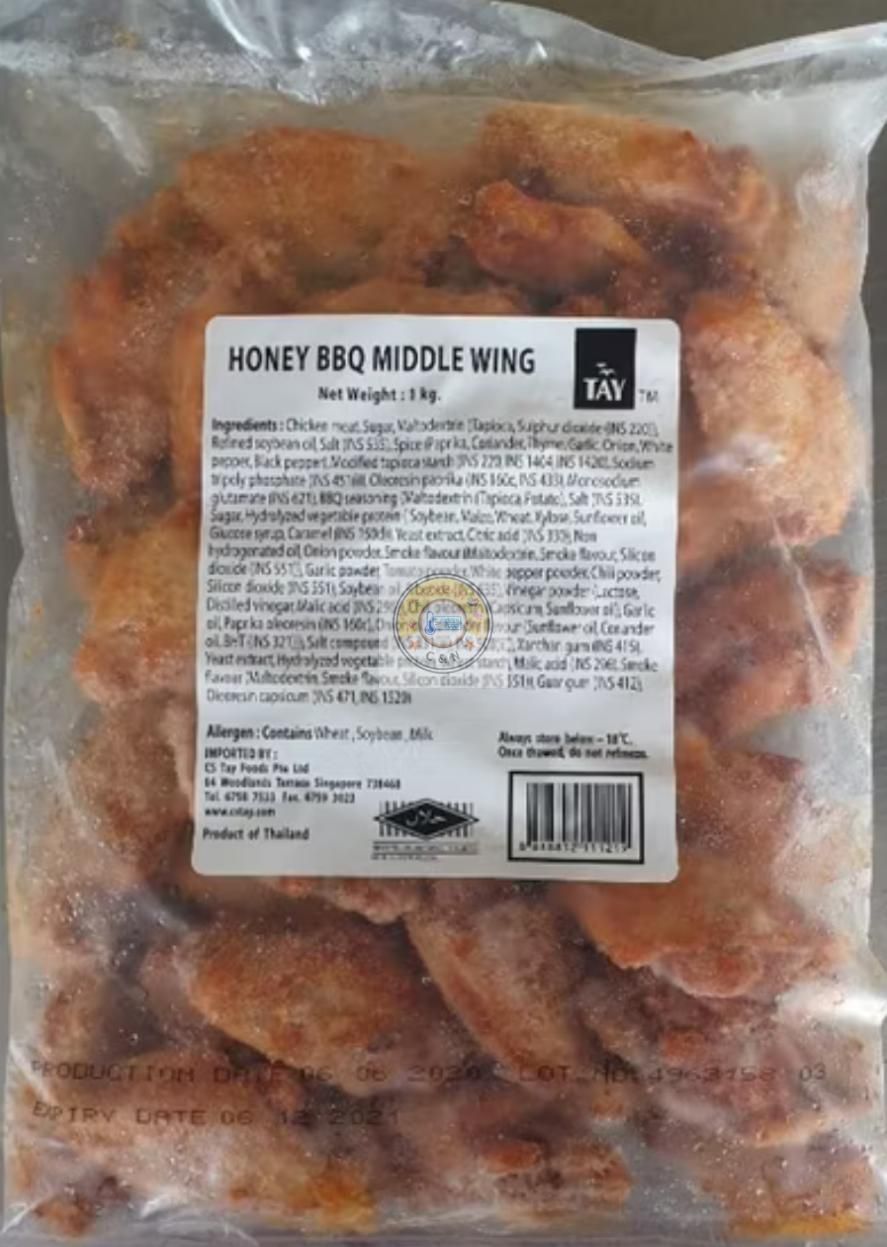 HONEY BBQ MIDDLE WING
TAY TM
Net Weight : 1 kg.
Ingredients : Chicken meat, Sugar, Maltodextrin (Tapioca, Sulphur dioxide (INS 220)),
Refined soybean oil, Salt (INS 535), Spice (Paprika, Coriander, Thyme, Garlic, Onion, White
pepper, Black pepper), Modified tapioca starch (INS 220, INS 1404, INS 1420), Sodium
tripoly phosphate (INS 451(i)), Oleoresin paprika (INS 160c, INS 433), Monosodium
glutamate (INS 621), BBQ seasoning (Maltodextrin (Tapioca, Potato), Salt (INS 535),
Sugar, Hydrolyzed vegetable protein (Soybean, Maize, Wheat, Xylose, Sunflower oil,
Glucose syrup, Caramel (INS 150d)), Yeast extract, Citric acid (INS 330), Non
hydrogenated oil, Onion powder, Smoke flavour (Maltodextrin, Smoke flavour, Silicon
dioxide (INS 551)), Garlic powder, Tomato powder, White pepper powder, Chili powder,
Silicon dioxide (INS 551), Soybean oil, Vinegar powder (Lactose,
Distilled vinegar, Malic acid Capsicum, Sunflower oil), Garlic
oil, Paprika oleoresin (INS 160c), flavour (Sunflower oil, Coriander
oil, BHT (INS 321)), Salt compound Xanthan gum (INS 415),
Yeast extract, Hydrolyzed vegetable starch, Malic acid (INS 296), Smoke
flavour (Maltodextrin, Smoke flavour, Silicon dioxide (INS 551)), Guar gum (INS 412),
Oleoresin capsicum (INS 471, INS 1520)
C & N
Allergen : Contains Wheat , Soybean , Milk
IMPORTED BY :
CS Tay Foods Pte Ltd
64 Woodlands Terrace Singapore 738468
Tel. 6758 7533 Fax. 6759 3022
www.cstay.com
Product of Thailand
Always store below – 18°C.
Once thawed, do not refreeze.
حلال
PRODUCTION DATE 06 06 2020 LOT NO. 4963458 03
EXPIRY DATE 06 12 2021